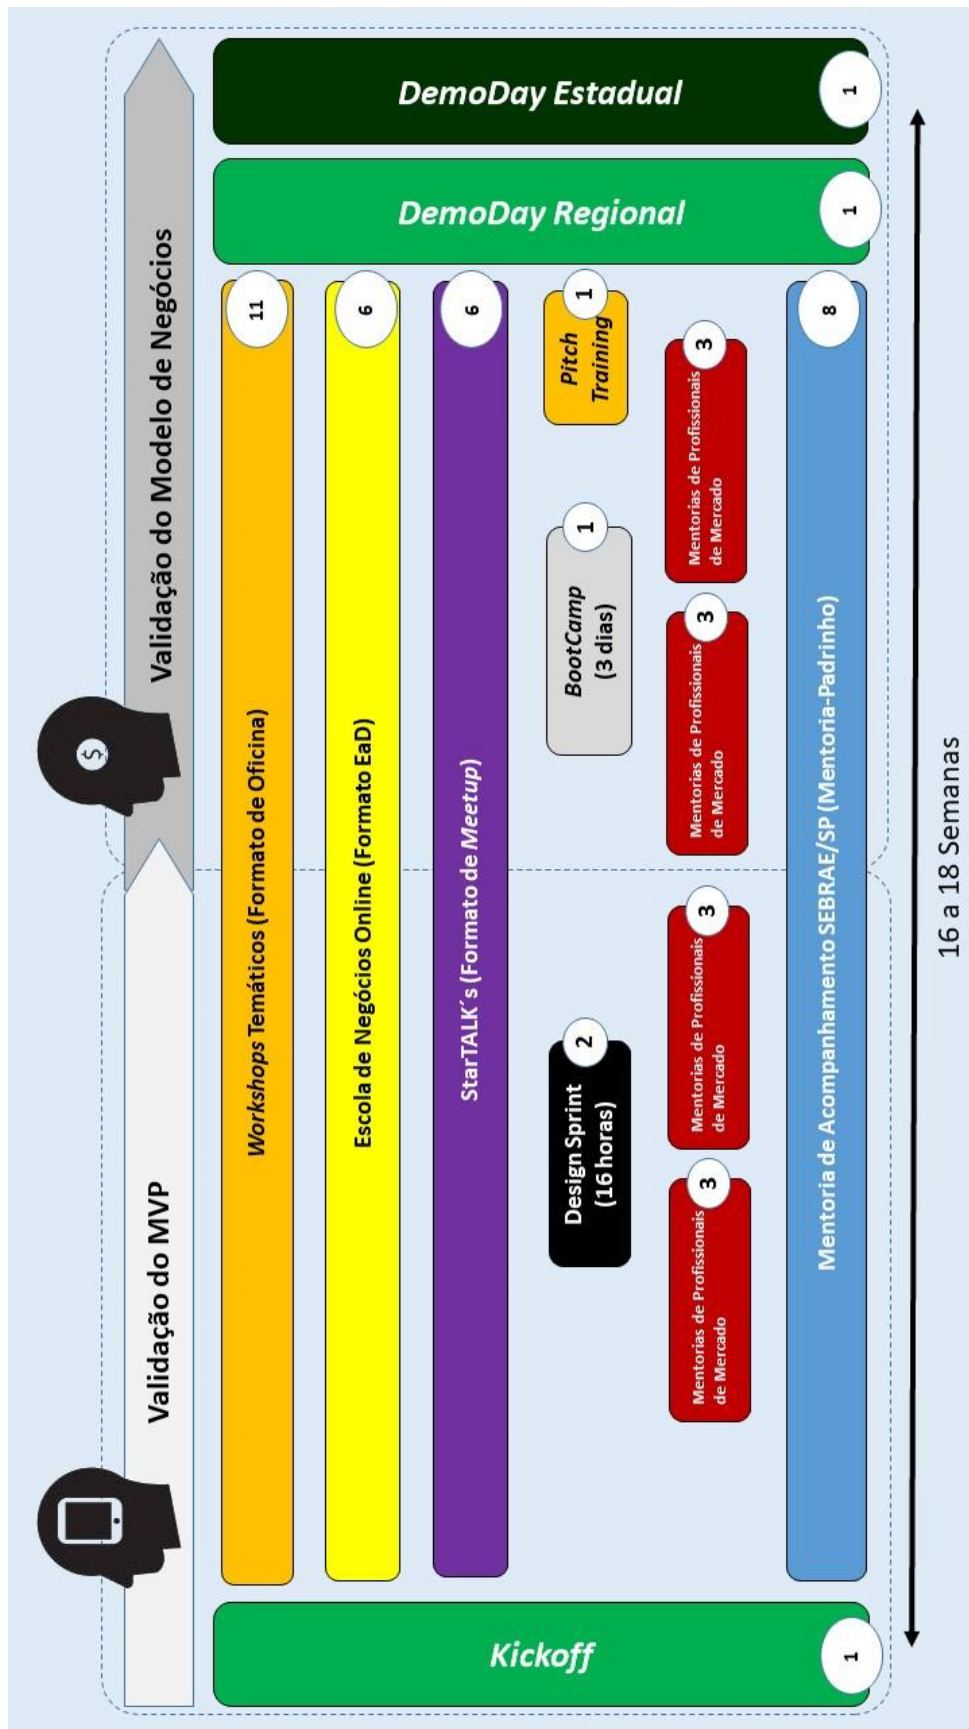 Validação do MVP
Validação do Modelo de Negócios
$
Kickoff
1
Workshops Temáticos (Formato de Oficina)
11
Escola de Negócios Online (Formato EaD)
6
StarTALK´s (Formato de Meetup)
6
Design Sprint
(16 horas)
2
BootCamp
(3 dias)
1
Pitch
Training
1
Mentorias de Profissionais
de Mercado
3
Mentorias de Profissionais
de Mercado
3
Mentorias de Profissionais
de Mercado
3
Mentorias de Profissionais
de Mercado
3
Mentoria de Acompanhamento SEBRAE/SP (Mentoria-Padrinho)
8
DemoDay Regional
1
DemoDay Estadual
1
16 a 18 Semanas